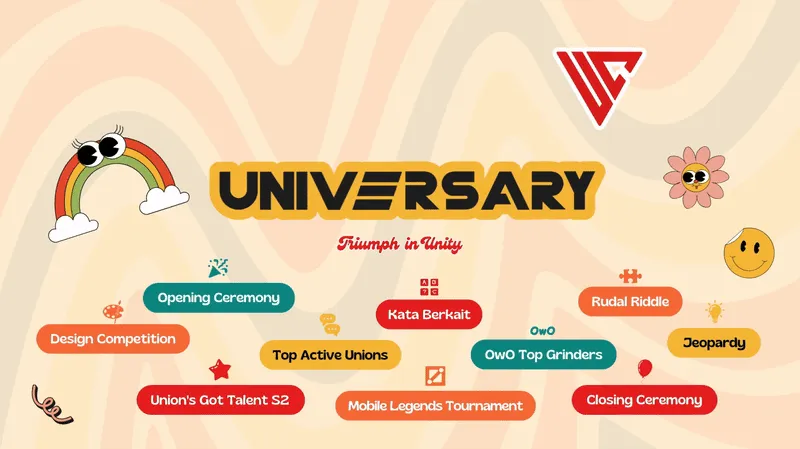 UNIVERSARY
Triumph in Unity
Opening Ceremony
Kata Berkait
Rudal Riddle
Design Competition
Top Active Unions
OwO
OwO Top Grinders
Jeopardy
Union's Got Talent S2
Mobile Legends Tournament
Closing Ceremony